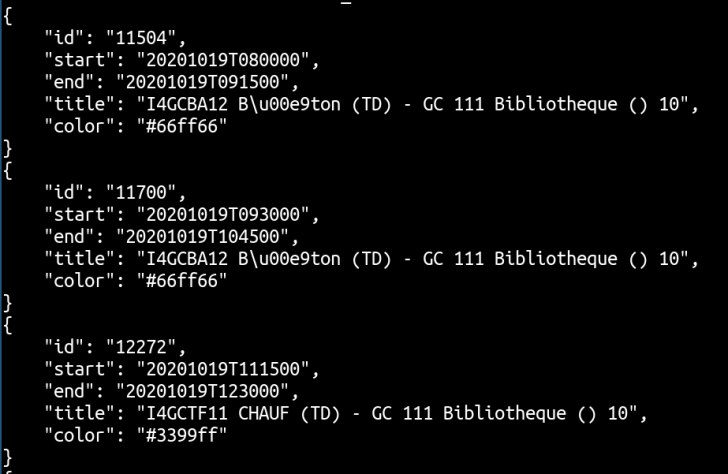 {
    "id": "11504",
    "start": "20201019T080000",
    "end": "20201019T091500",
    "title": "I4GCBA12 B\u00e9ton (TD) - GC 111 Bibliotheque () 10",
    "color": "#66ff66"
}
{
    "id": "11700",
    "start": "20201019T093000",
    "end": "20201019T104500",
    "title": "I4GCBA12 B\u00e9ton (TD) - GC 111 Bibliotheque () 10",
    "color": "#66ff66"
}
{
    "id": "12272",
    "start": "20201019T111500",
    "end": "20201019T123000",
    "title": "I4GCTF11 CHAUF (TD) - GC 111 Bibliotheque () 10",
    "color": "#3399ff"
}